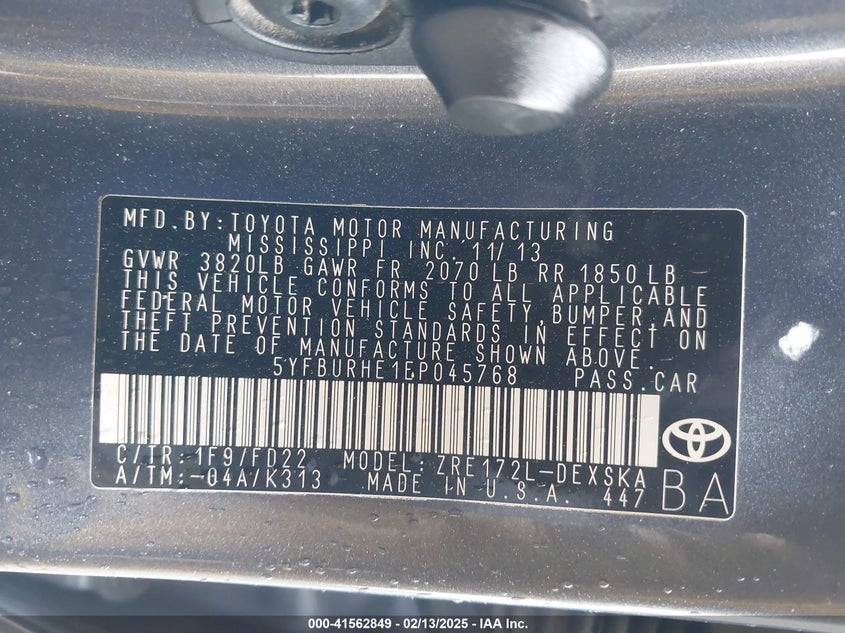 MFD.BY:TOYOTA MOTOR MANUFACTURING
MISSISSIPPI INC. 11/13
GVWR 3820LB GAWR FR 2070 LB RR 1850 LB
THIS VEHICLE CONFORMS TO ALL APPLICABLE
FEDERAL MOTOR VEHICLE SAFETY, BUMPER, AND
THEFT PREVENTION STANDARDS IN EFFECT ON
THE DATE OF MANUFACTURE SHOWN ABOVE.
5YFBURHE1EP045768 PASS.CAR
C/TR:1F9/FD22 MODEL:ZRE172L-DEXSKA
A/TM:-04A/K313 MADE IN U.S.A. 447
BA
000-41562849 - 02/13/2025 - IAA Inc.